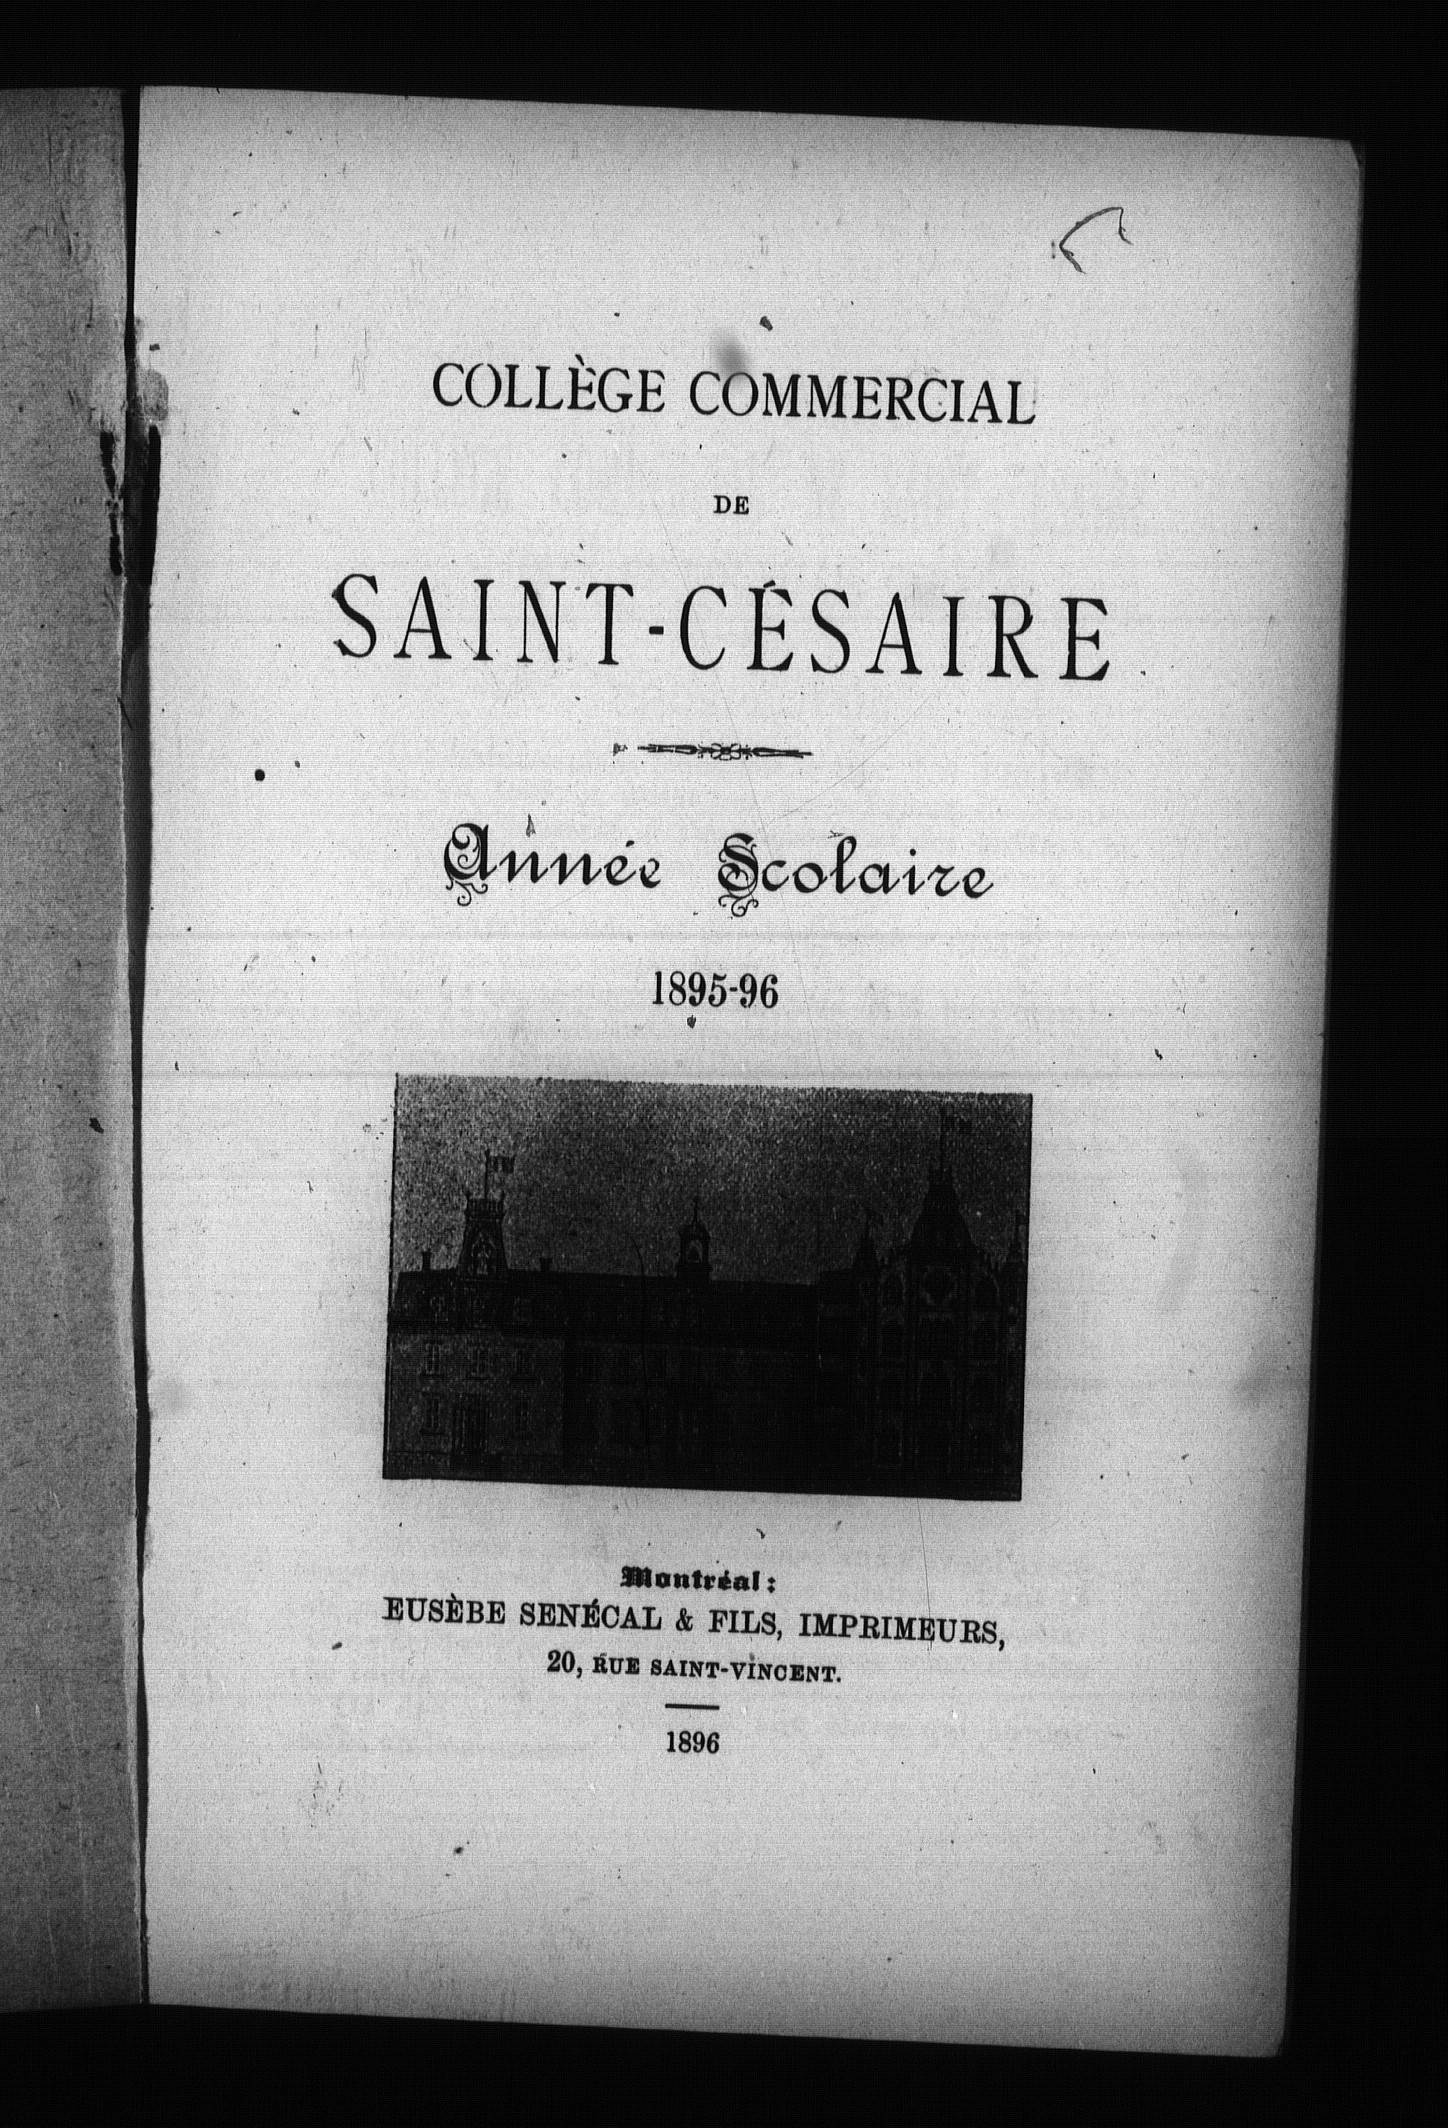 COLLÈGE COMMERCIAL
DE
SAINT-CÉSAIRE
Année Scolaire
1895-96
Montréal:
EUSÈBE SENÉCAL & FILS, IMPRIMEURS,
20, RUE SAINT-VINCENT.
1896